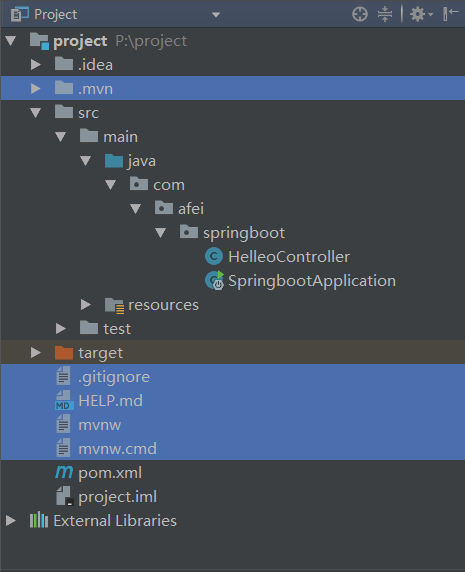 Project
project P:\project
.idea
.mvn
src
main
java
com
afei
springboot
HelleoController
C
SpringbootApplication
resources
test
target
.gitignore
MD HELP.md
mvnw
mvnw.cmd
m pom.xml
project.iml
External Libraries